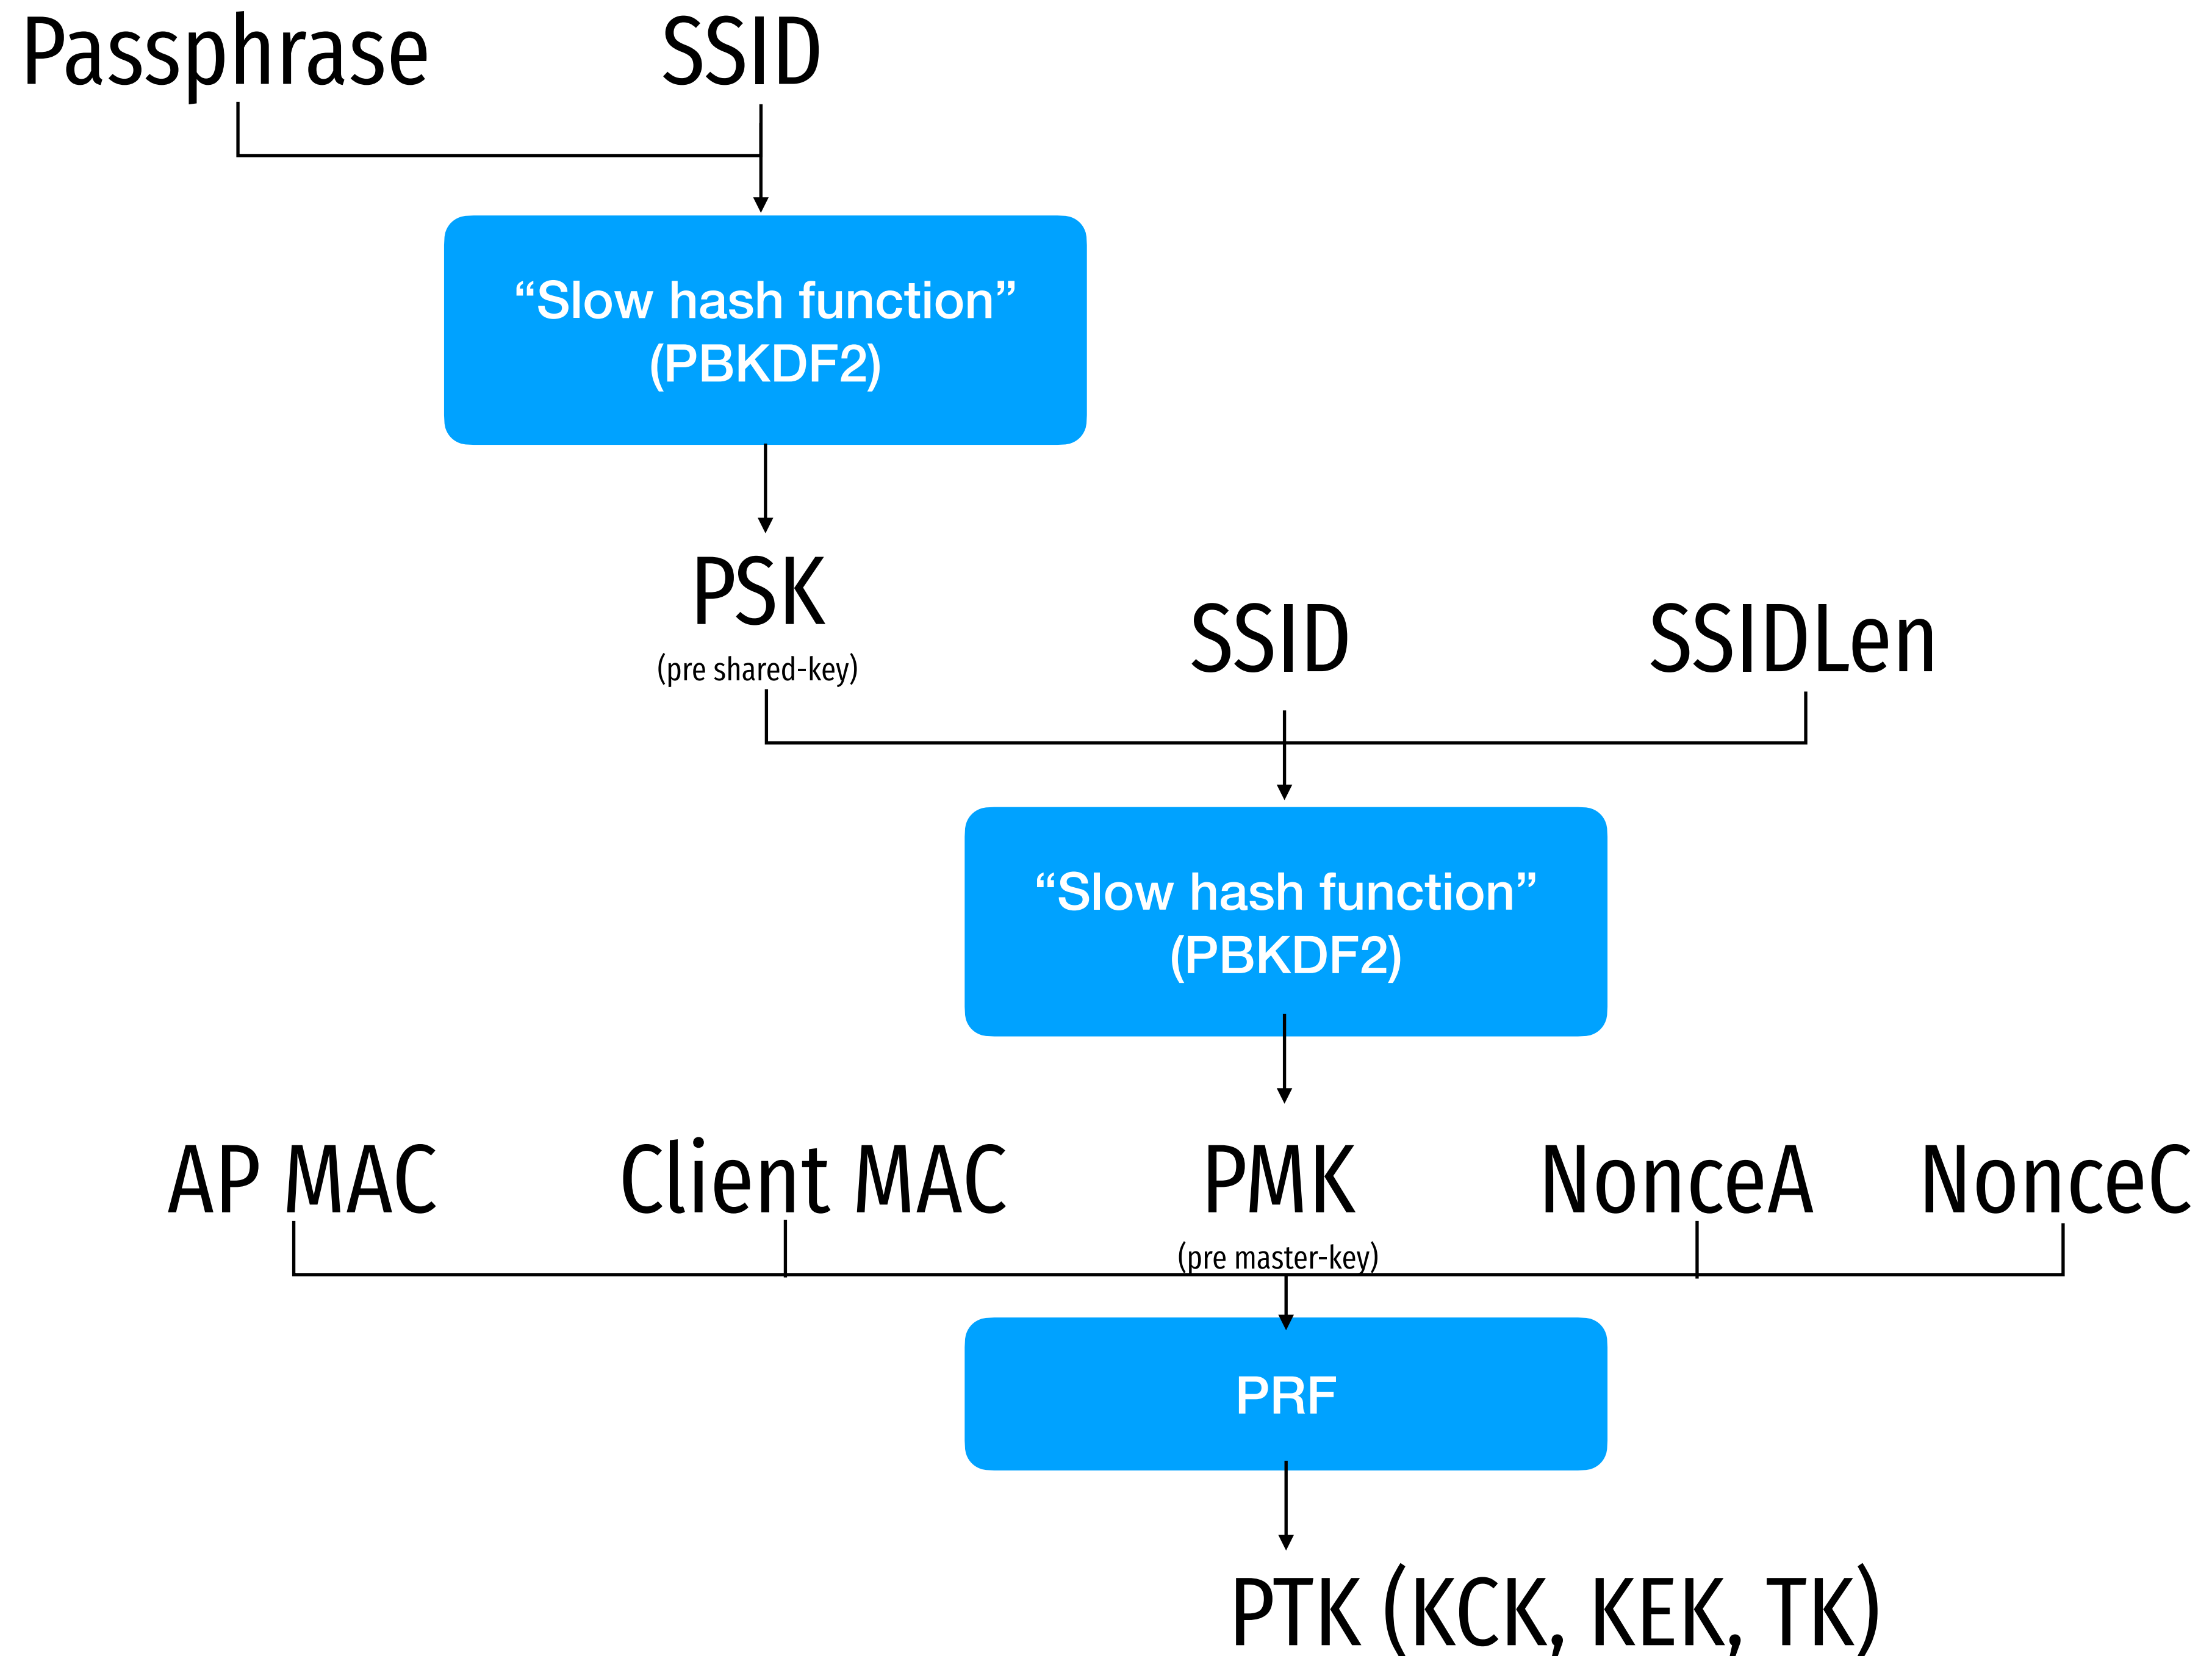 Passphrase
SSID
“Slow hash function”
(PBKDF2)
PSK
(pre shared-key)
SSID
SSIDLen
“Slow hash function”
(PBKDF2)
AP MAC
Client MAC
PMK
(pre master-key)
NonceA
NonceC
PRF
PTK (KCK, KEK, TK)